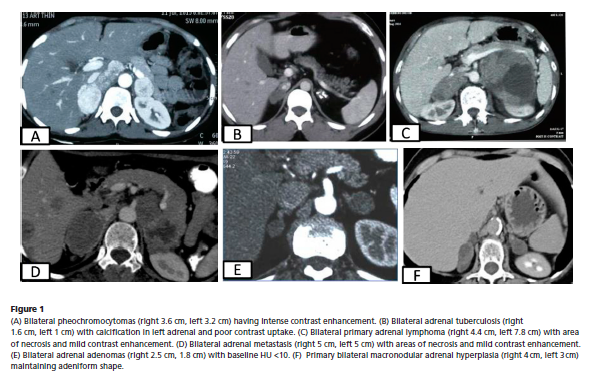 13 ART THIN
.6 mm
SW 8.00 mm
A
B
C
D
E
F
Figure 1
(A) Bilateral pheochromocytomas (right 3.6 cm, left 3.2 cm) having intense contrast enhancement. (B) Bilateral adrenal tuberculosis (right
1.6 cm, left 1 cm) with calcification in left adrenal and poor contrast uptake. (C) Bilateral primary adrenal lymphoma (right 4.4 cm, left 7.8 cm) with area
of necrosis and mild contrast enhancement. (D) Bilateral adrenal metastasis (right 5 cm, left 5 cm) with areas of necrosis and mild contrast enhancement.
(E) Bilateral adrenal adenomas (right 2.5 cm, 1.8 cm) with baseline HU <10. (F) Primary bilateral macronodular adrenal hyperplasia (right 4 cm, left 3 cm)
maintaining adeniform shape.